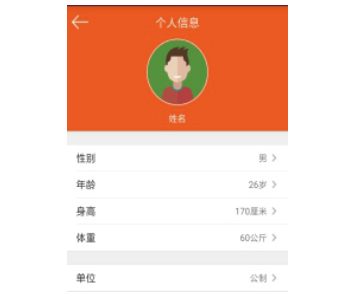 个人信息
姓名
性别 男
年龄 26岁
身高 170厘米
体重 60公斤
单位 公制